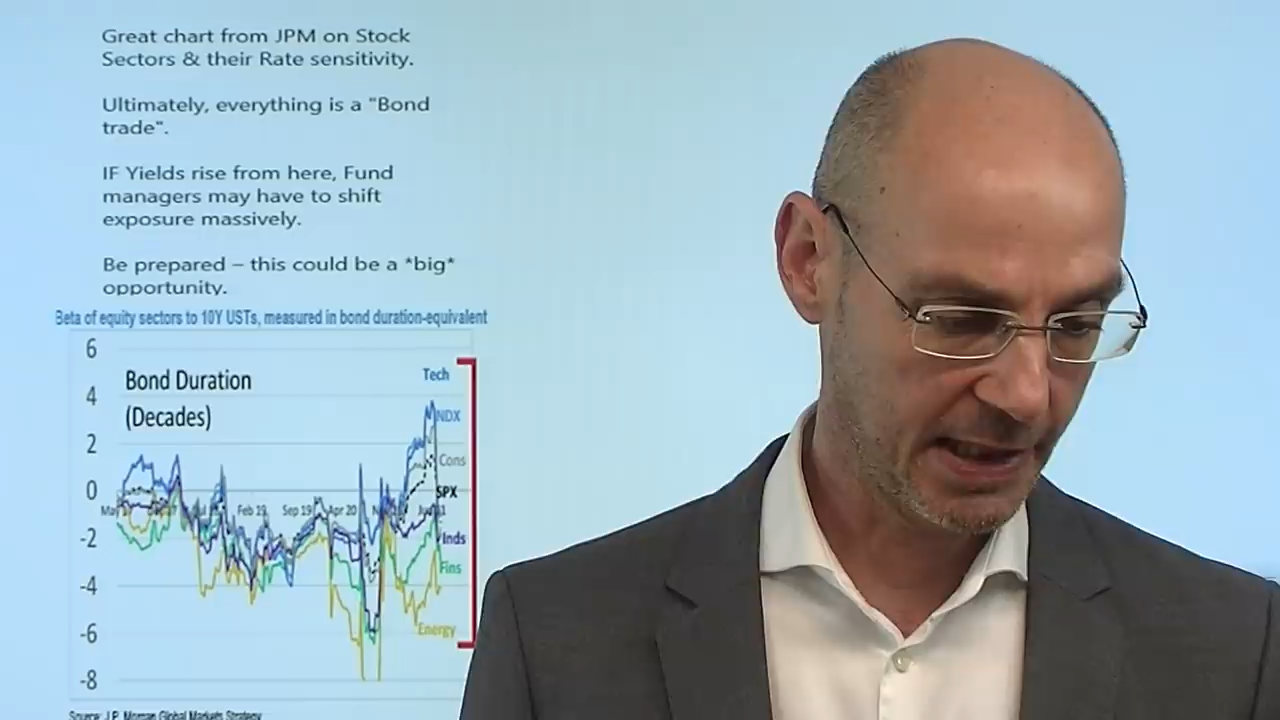 Great chart from JPM on Stock
Sectors & their Rate sensitivity.
Ultimately, everything is a "Bond
trade".
IF Yields rise from here, Fund
managers may have to shift
exposure massively.
Be prepared – this could be a *big*
opportunity.
Beta of equity sectors to 10Y USTs, measured in bond duration-equivalent
6
Bond Duration
(Decades)
Tech
4
NDX
2
Cons
0
SPX
Feb 19
Sep 19
Apr 20
-2
Inds
Fins
-4
-6
Energy
-8
Source: J.P. Morgan Global Markets Strategy